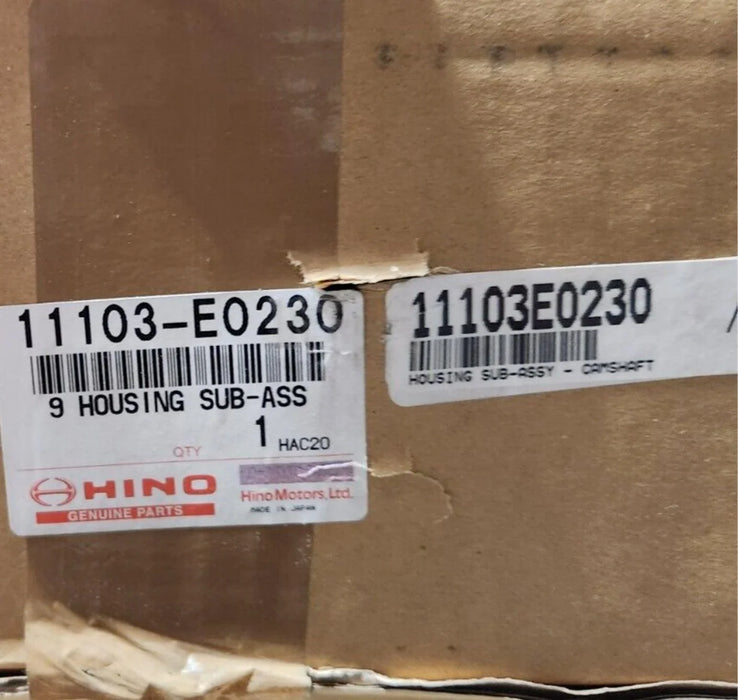 11103-E0230
9 HOUSING SUB-ASS
1
QTY
HAC20
HINO
GENUINE PARTS
Hino Motors, Ltd.
MADE IN JAPAN
11103E0230
HOUSING SUB-ASSY - CAMSHAFT